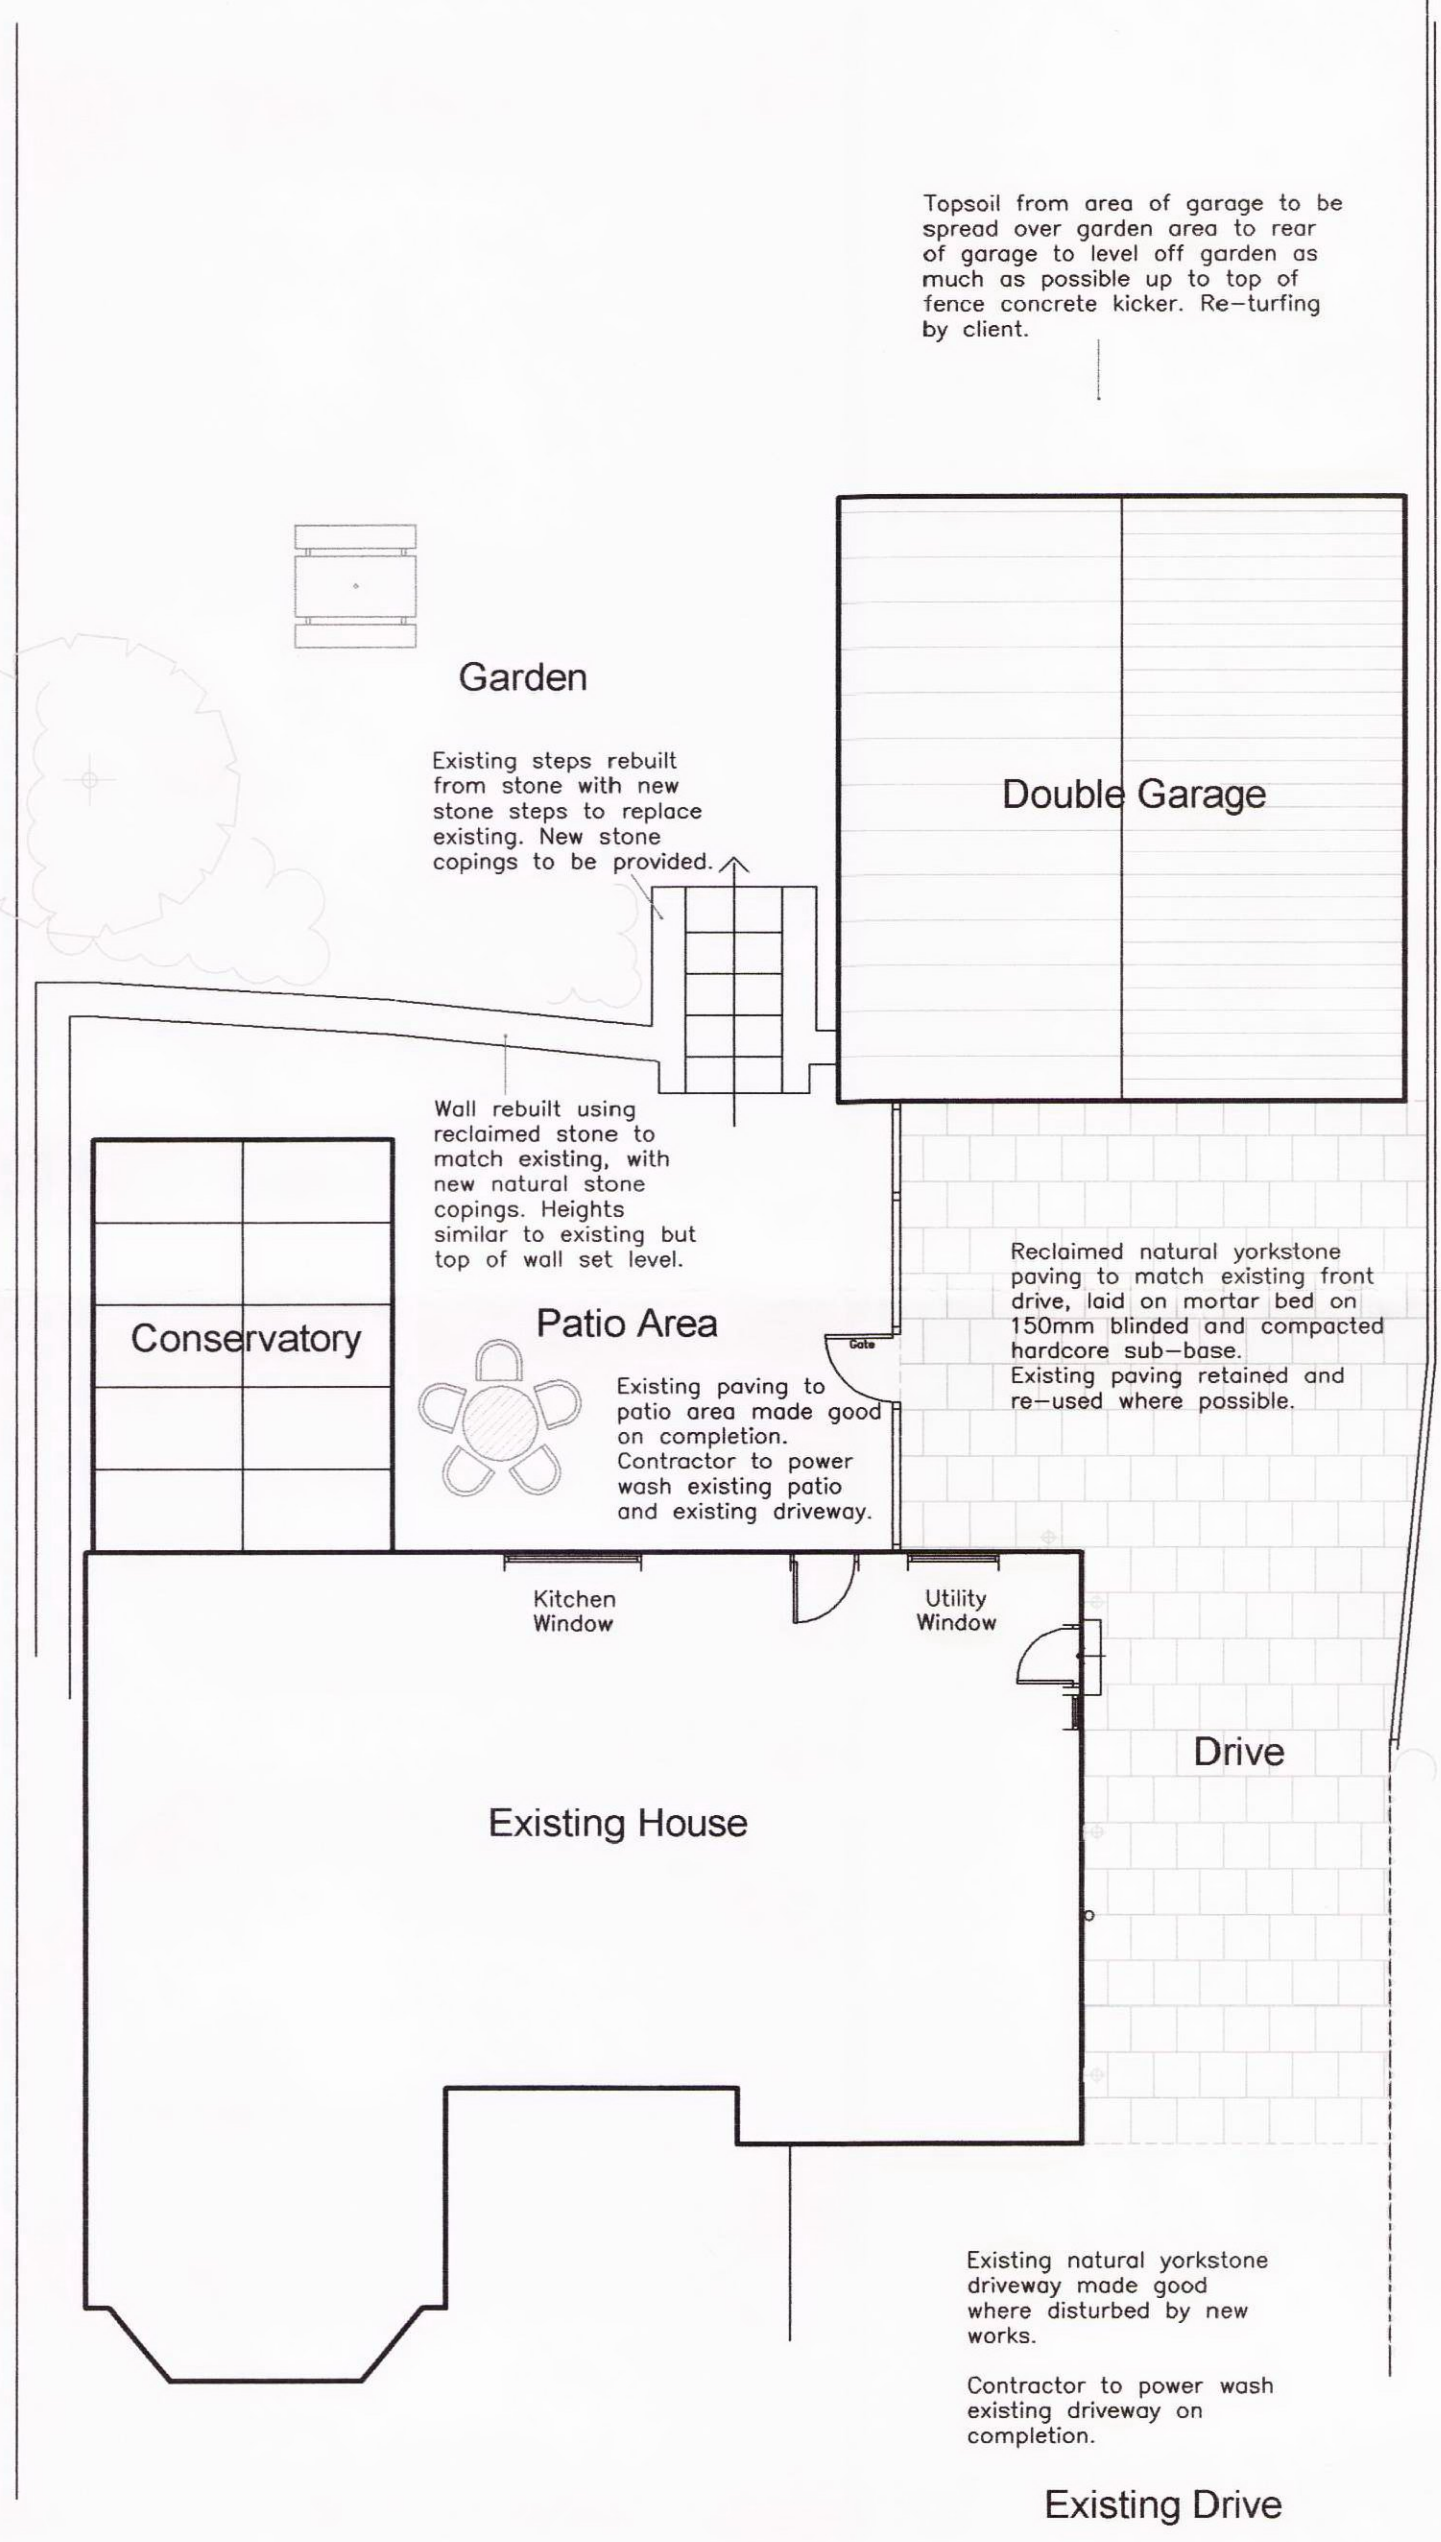 Topsoil from area of garage to be
spread over garden area to rear
of garage to level off garden as
much as possible up to top of
fence concrete kicker. Re-turfing
by client.
Garden
Existing steps rebuilt
from stone with new
stone steps to replace
existing. New stone
copings to be provided.
Double Garage
Wall rebuilt using
reclaimed stone to
match existing, with
new natural stone
copings. Heights
similar to existing but
top of wall set level.
Conservatory
Patio Area
Gate
Existing paving to
patio area made good
on completion.
Contractor to power
wash existing patio
and existing driveway.
Reclaimed natural yorkstone
paving to match existing front
drive, laid on mortar bed on
150mm blinded and compacted
hardcore sub-base.
Existing paving retained and
re-used where possible.
Kitchen
Window
Utility
Window
Drive
Existing House
Existing natural yorkstone
driveway made good
where disturbed by new
works.
Contractor to power wash
existing driveway on
completion.
Existing Drive